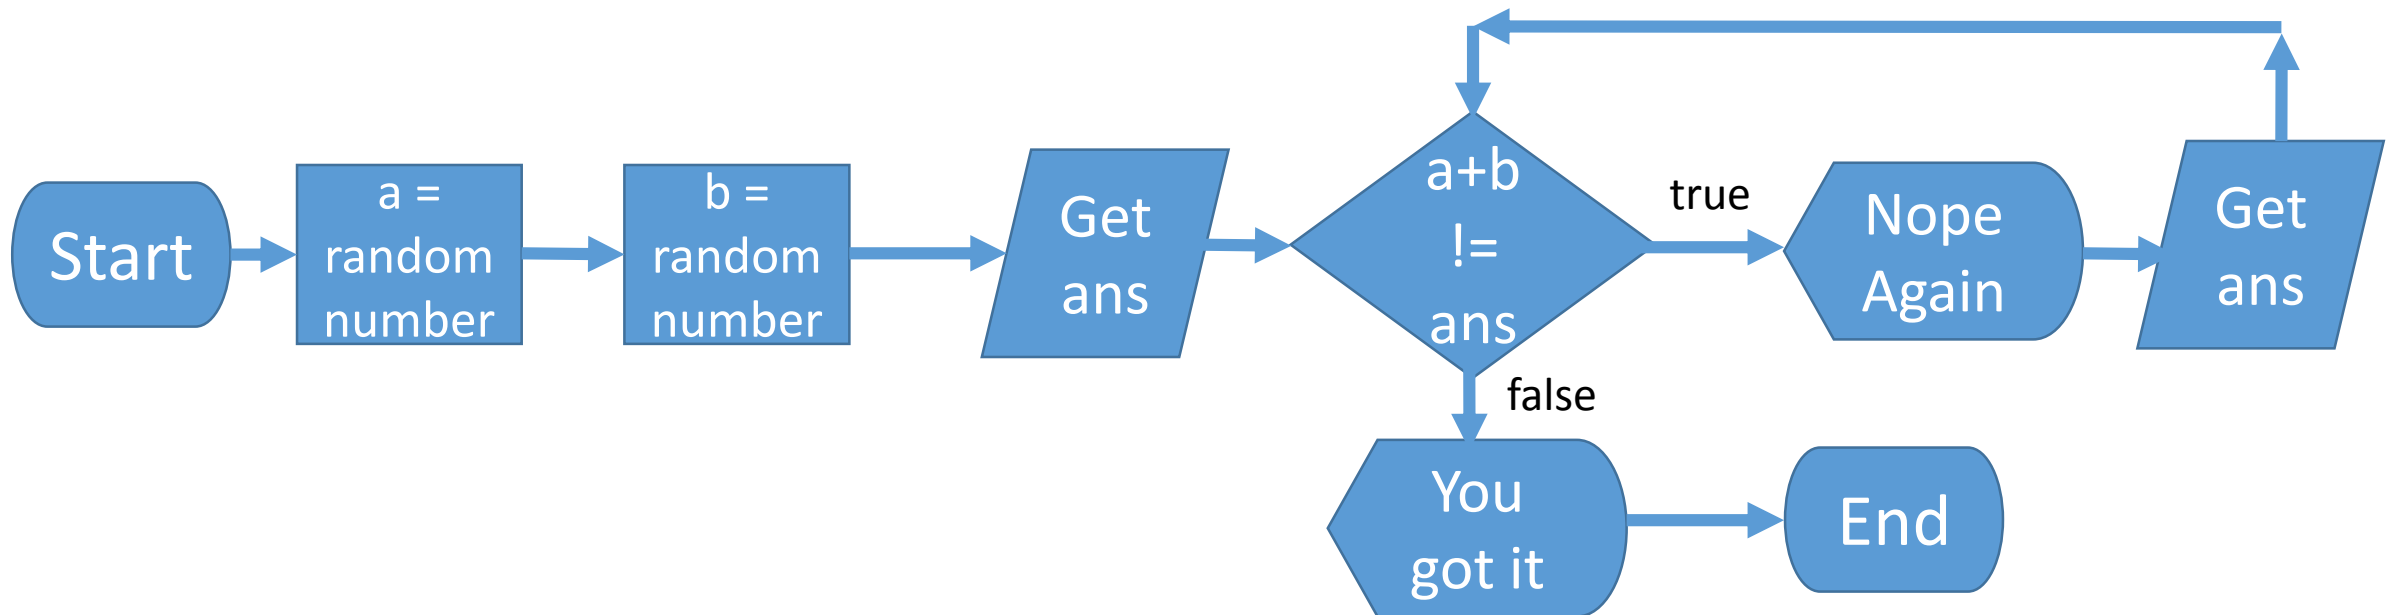 Start
a =
random
number
b =
random
number
Get
ans
a+b
!=
ans
true
Nope
Again
Get
ans
false
You
got it
End